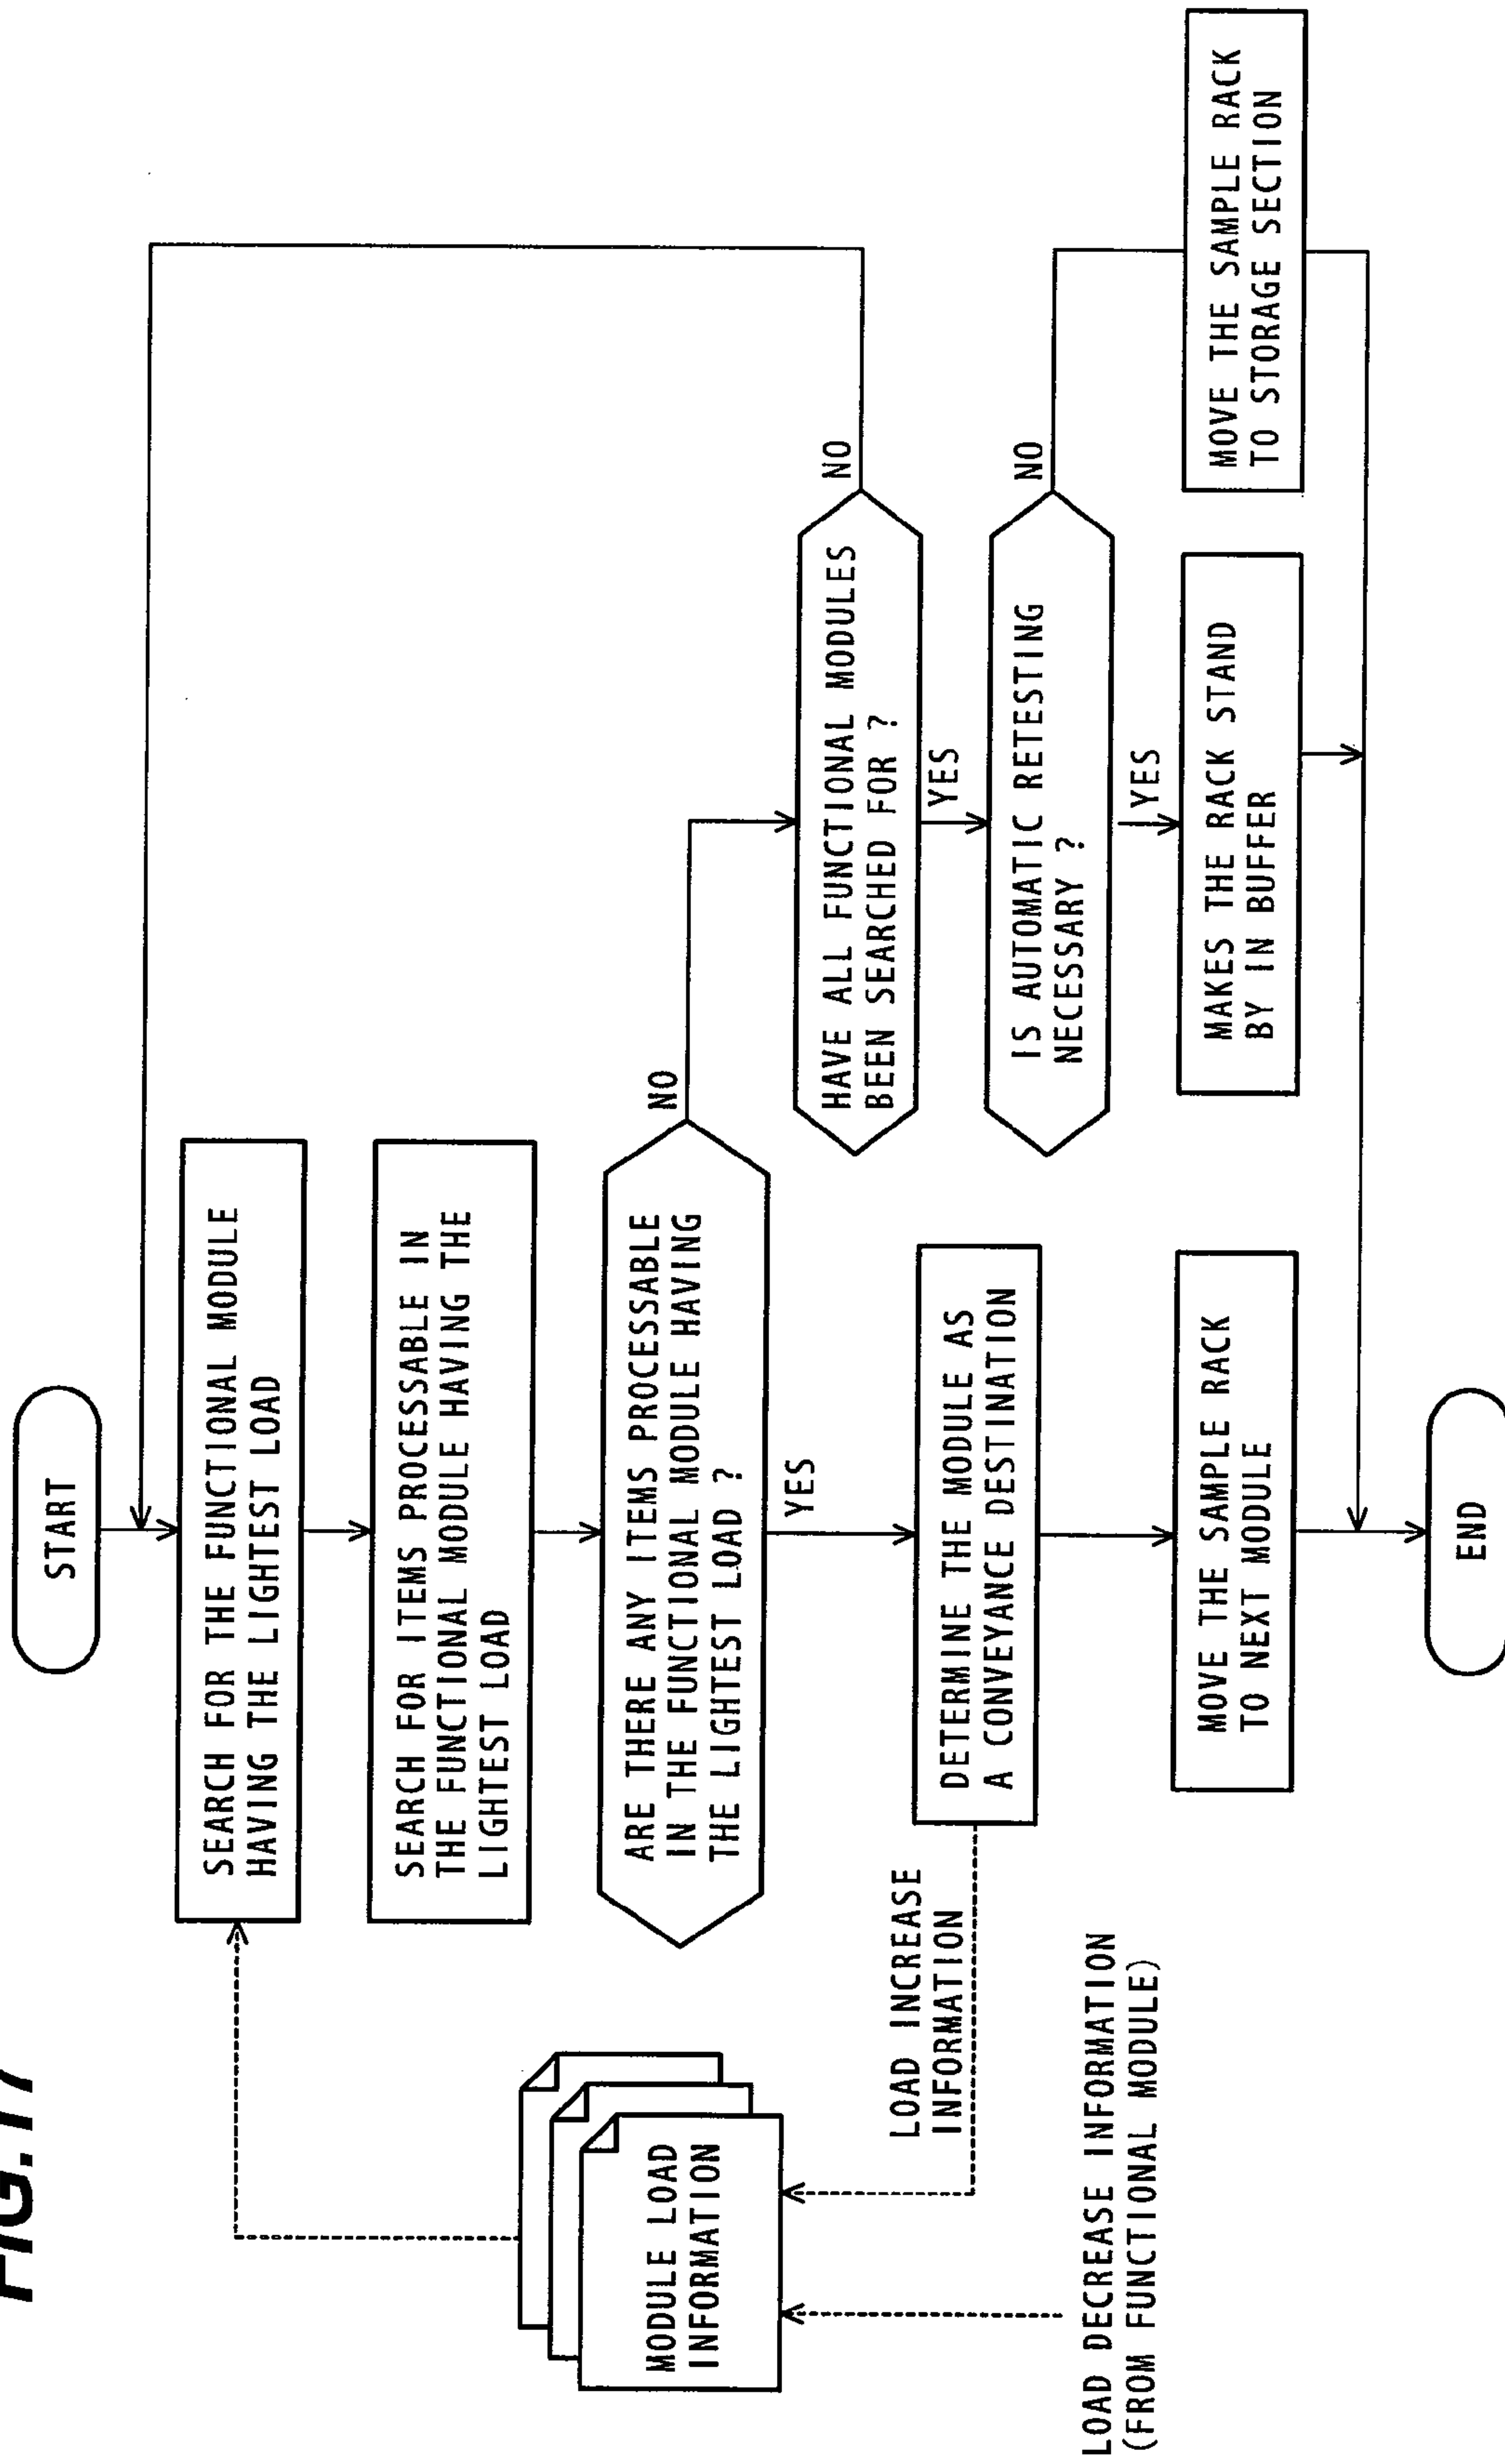 FIG.17
START
SEARCH FOR THE FUNCTIONAL MODULE
HAVING THE LIGHTEST LOAD
SEARCH FOR ITEMS PROCESSABLE IN
THE FUNCTIONAL MODULE HAVING THE
LIGHTEST LOAD
ARE THERE ANY ITEMS PROCESSABLE
IN THE FUNCTIONAL MODULE HAVING
THE LIGHTEST LOAD ?
NO
YES
MODULE LOAD
INFORMATION
LOAD INCREASE
INFORMATION
LOAD DECREASE INFORMATION
(FROM FUNCTIONAL MODULE)
DETERMINE THE MODULE AS
A CONVEYANCE DESTINATION
MOVE THE SAMPLE RACK
TO NEXT MODULE
HAVE ALL FUNCTIONAL MODULES
BEEN SEARCHED FOR ?
NO
YES
IS AUTOMATIC RETESTING
NECESSARY ?
NO
YES
MAKES THE RACK STAND
BY IN BUFFER
MOVE THE SAMPLE RACK
TO STORAGE SECTION
END